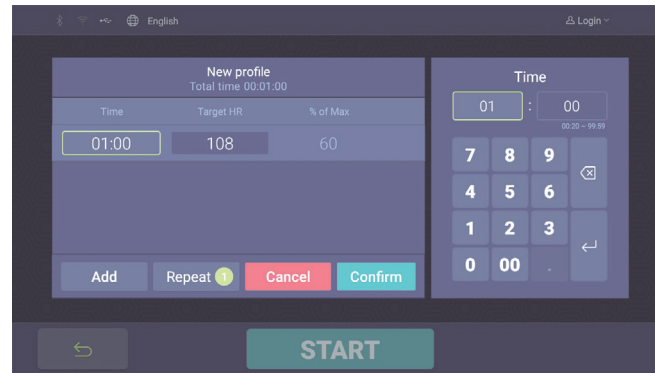 English
Login
New profile
Total time 00:01:00
Time Target HR % of Max
01:00 108 60
Add Repeat 1 Cancel Confirm
Time
01 : 00
00:20 ~ 99:59
7 8 9
4 5 6
1 2 3
0 00 .
START